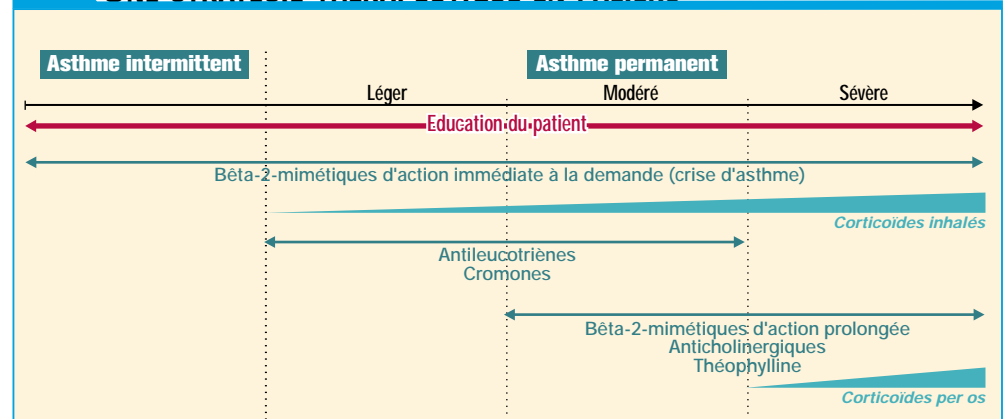 Asthme intermittent
Asthme permanent
Léger
Modéré
Sévère
Education du patient
Bêta-2-mimétiques d'action immédiate à la demande (crise d'asthme)
Corticoïdes inhalés
Antileucotriènes
Cromones
Bêta-2-mimétiques d'action prolongée
Anticholinergiques
Théophylline
Corticoïdes per os